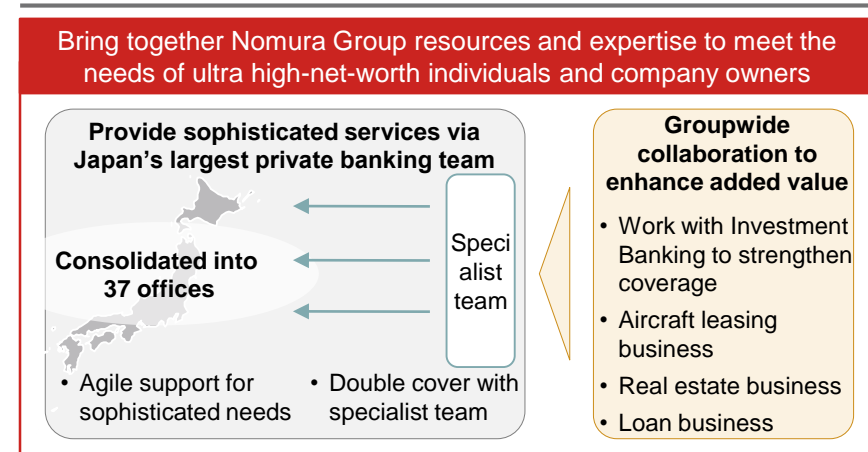 Bring together Nomura Group resources and expertise to meet the
needs of ultra high-net-worth individuals and company owners
Provide sophisticated services via
Japan's largest private banking team
Consolidated into
37 offices
Speci
alist
team
• Agile support for
sophisticated needs
• Double cover with
specialist team
Groupwide
collaboration to
enhance added value
• Work with Investment
Banking to strengthen
coverage
• Aircraft leasing
business
• Real estate business
• Loan business